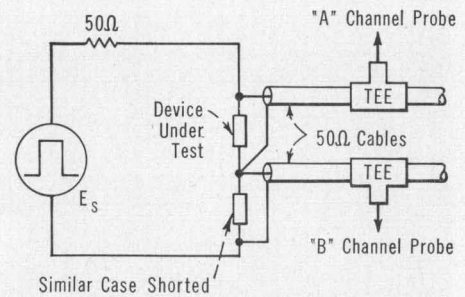 50Ω
"A" Channel Probe
TEE
Device
Under
Test
50Ω Cables
TEE
E_S
"B" Channel Probe
Similar Case Shorted